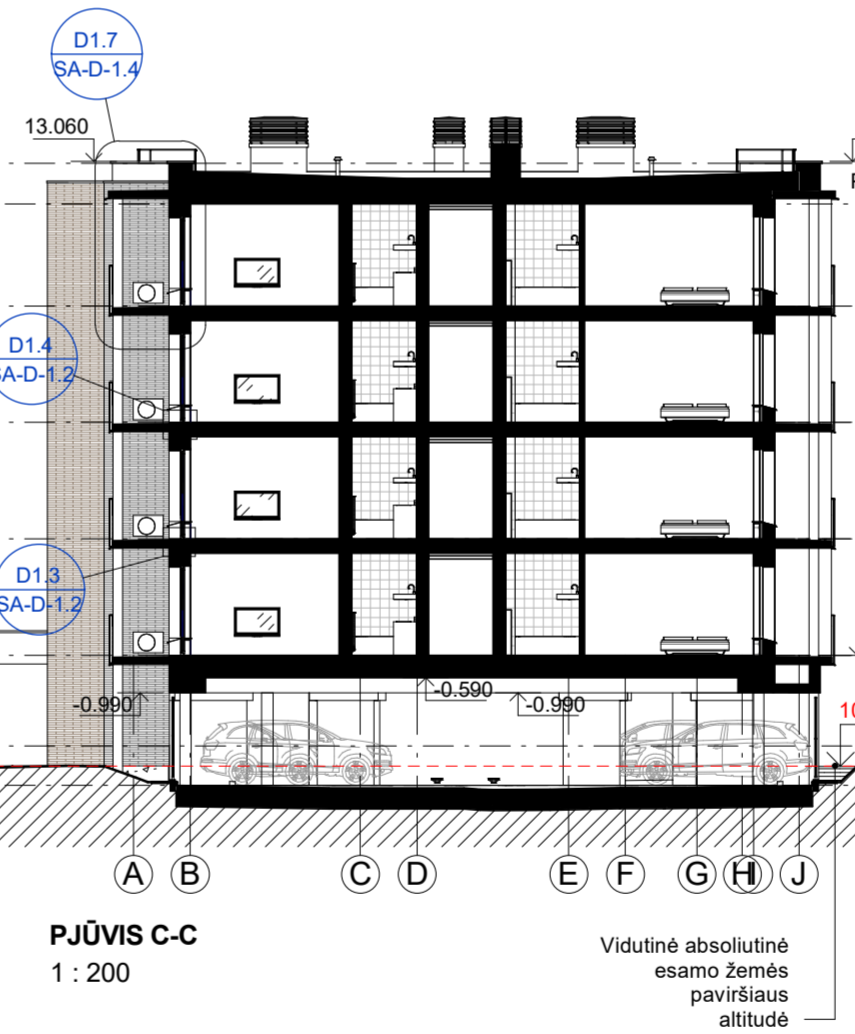 D1.7
SA-D-1.4
13.060
D1.4
SA-D-1.2
D1.3
SA-D-1.2
-0.590
-0.990
-0.990
10
A B C D E F G H I J
PJŪVIS C-C
1 : 200
Vidutinė absoliutinė
esamo žemės
paviršiaus
altitudė